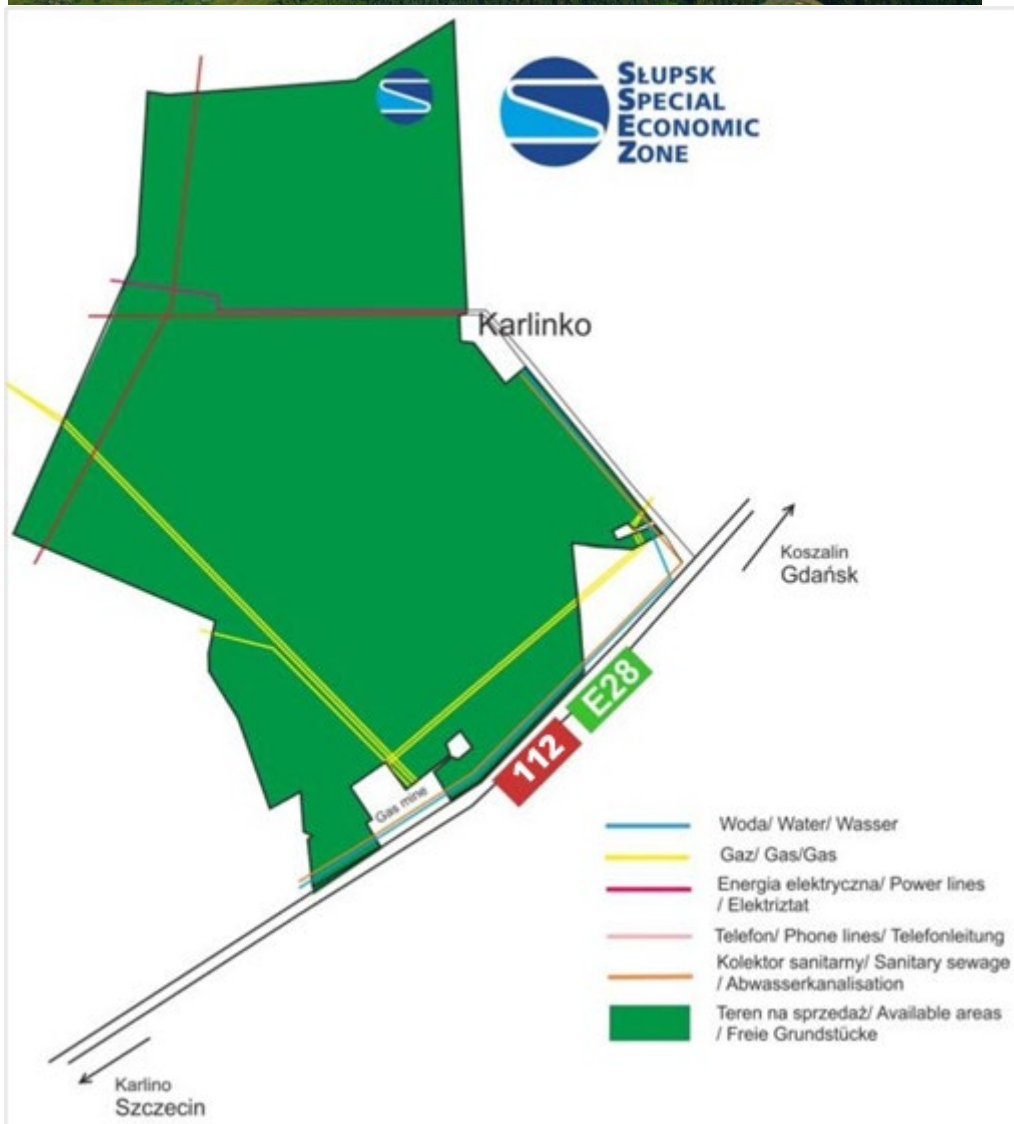 SŁUPSK
SPECIAL
ECONOMIC
ZONE
Karlinko
Koszalin
Gdańsk
E28
112
Gas mine
Woda/ Water/ Wasser
Gaz/ Gas/Gas
Energia elektryczna/ Power lines
/ Elektriztat
Telefon/ Phone lines/ Telefonleitung
Kolektor sanitarny/ Sanitary sewage
/ Abwasserkanalisation
Teren na sprzedaż/ Available areas
/ Freie Grundstücke
Karlino
Szczecin